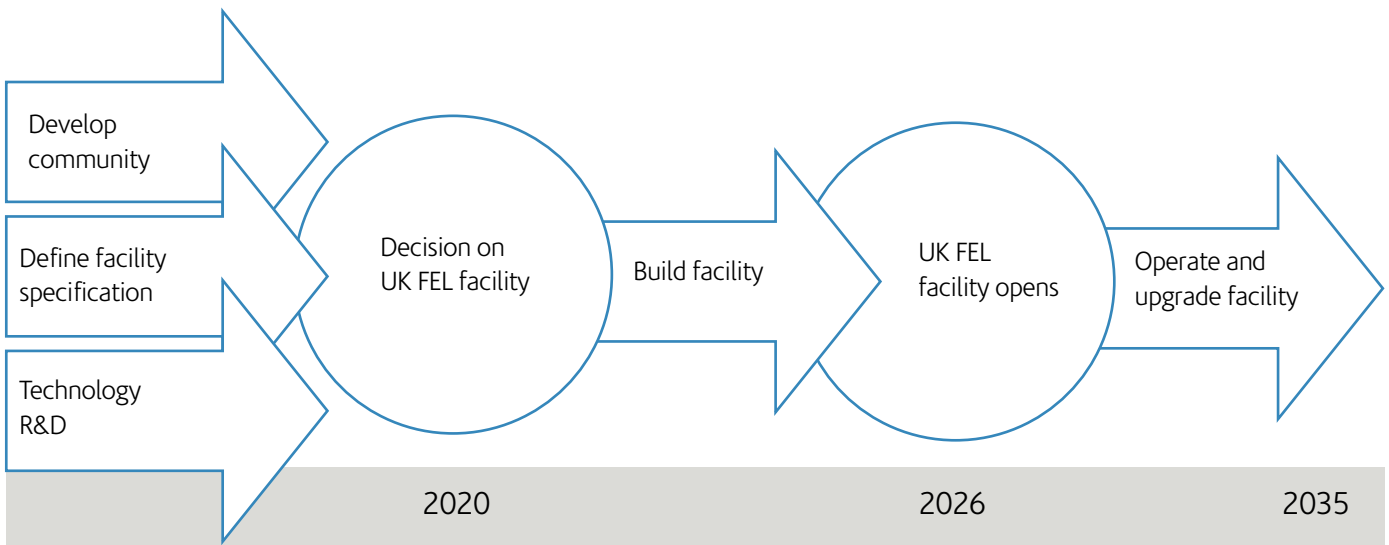 Develop
community
Define facility
specification
Technology
R&D
Decision on
UK FEL facility
Build facility
UK FEL
facility opens
Operate and
upgrade facility
2020
2026
2035